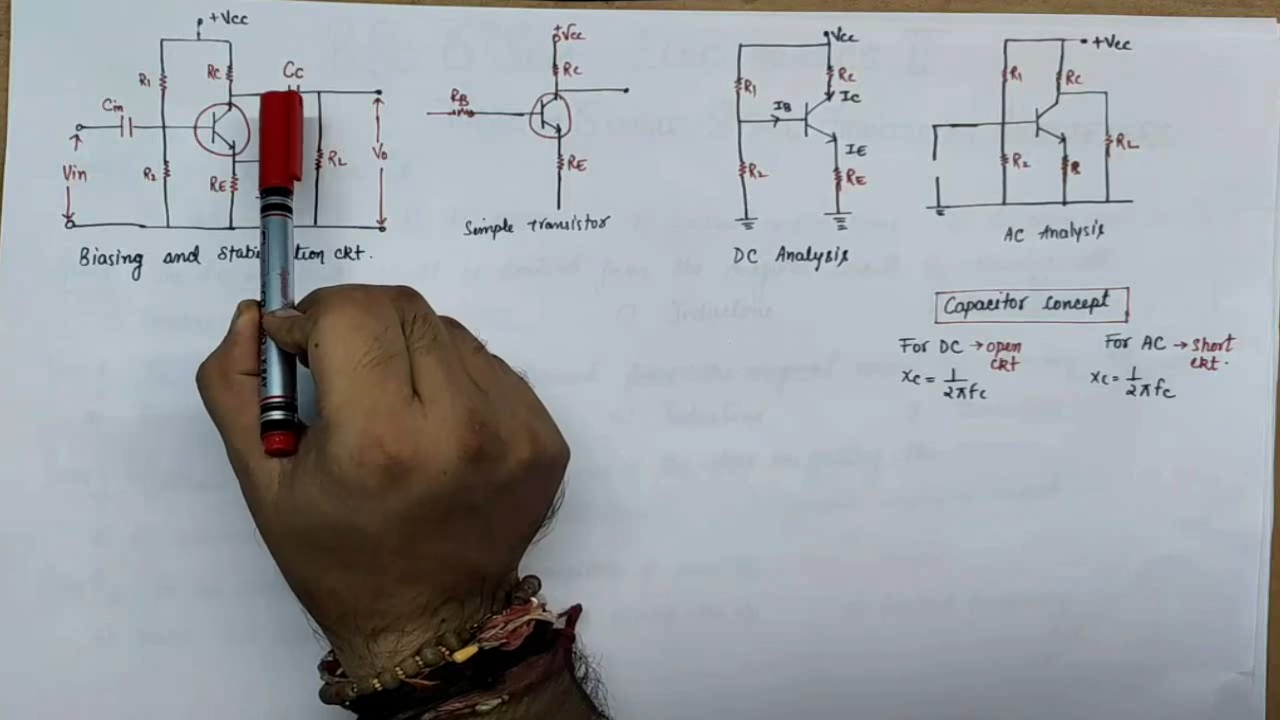 +Vcc
R1
RC
Cc
Cin
Vin
R2
RE
RL
Vo
Biasing and
ckt.
+Vcc
RC
RB
RE
Simple transistor
Vcc
R1
RC
IC
IB
R2
IE
RE
DC Analysis
+Vcc
R1
RC
R2
R
RL
AC Analysis
Capacitor concept
For DC → open
ckt
Xc = 1/2πfc
For AC → short
ckt.
Xc = 1/2πfc